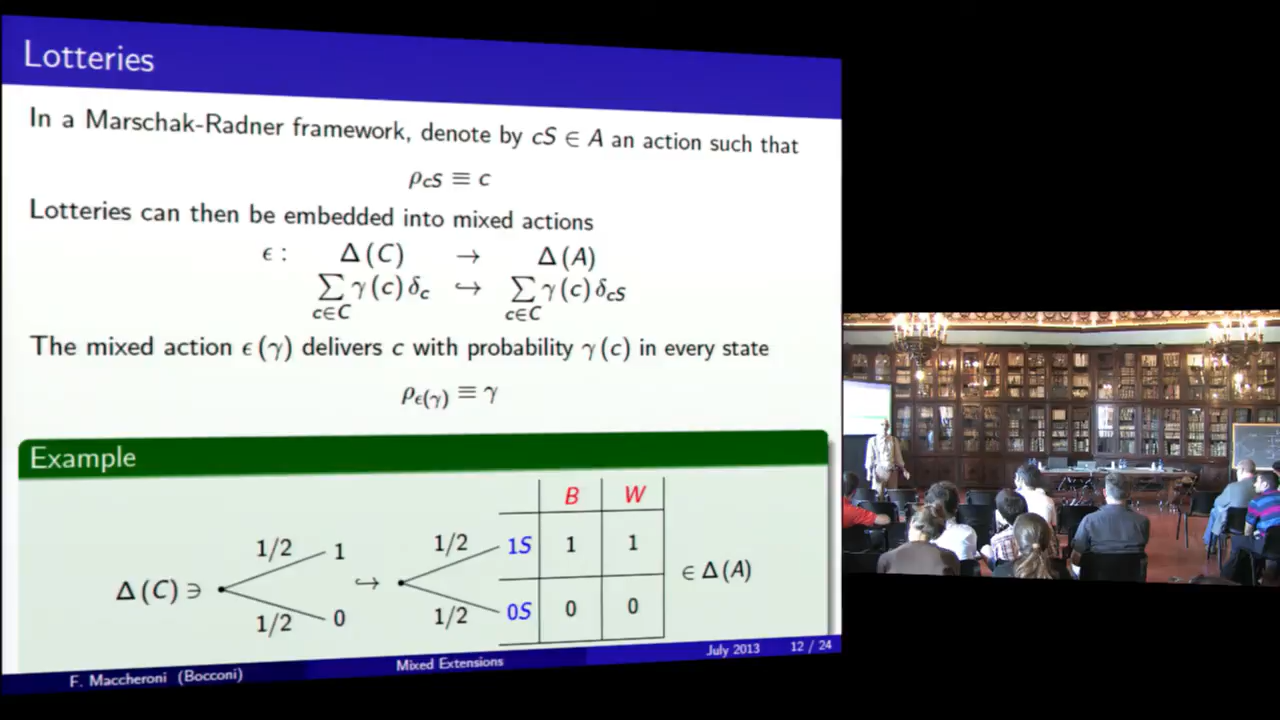 Lotteries
In a Marschak-Radner framework, denote by cS ∈ A an action such that
ρ_cS ≡ c
Lotteries can then be embedded into mixed actions
ϵ : Δ(C) → Δ(A)
∑_{c∈C} γ(c)δ_c ↪ ∑_{c∈C} γ(c)δ_cS
The mixed action ϵ(γ) delivers c with probability γ(c) in every state
ρ_ϵ(γ) ≡ γ
Example
B W
1/2 1 1/2 1S 1 1
Δ(C) ∋ ↪ ∈ Δ(A)
1/2 0 1/2 0S 0 0
F. Maccheroni (Bocconi) Mixed Extensions July 2013 12 / 24